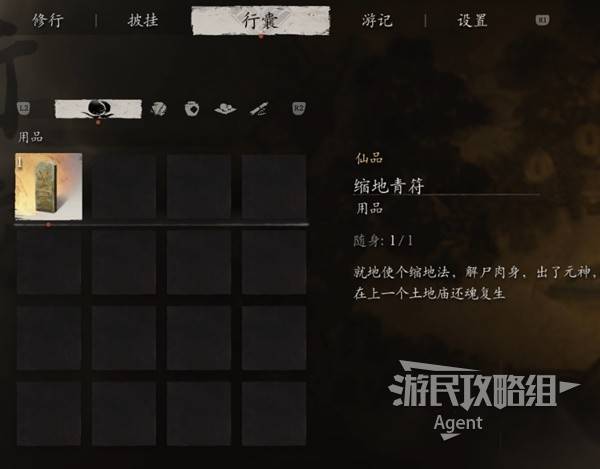 修行 披挂 行囊 游记 设置 R1
L2 R2
用品
1
仙品
缩地青符
用品
随身: 1/1
就地使个缩地法，解尸肉身，出了元神，
在上一个土地庙还魂复生
游民攻略组
Agent